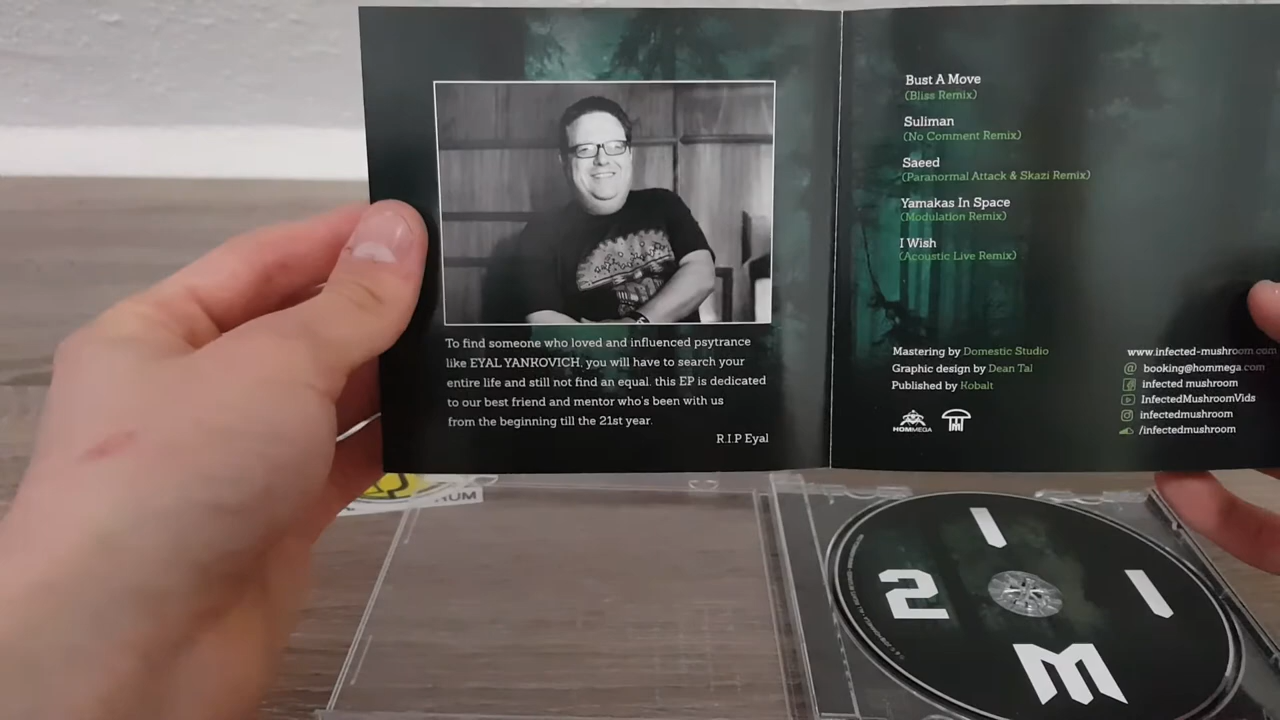 To find someone who loved and influenced psytrance
like EYAL YANKOVICH, you will have to search your
entire life and still not find an equal. this EP is dedicated
to our best friend and mentor who's been with us
from the beginning till the 21st year.
R.I.P Eyal
Bust A Move
(Bliss Remix)
Suliman
(No Comment Remix)
Saeed
(Paranormal Attack & Skazi Remix)
Yamakas In Space
(Modulation Remix)
I Wish
(Acoustic Live Remix)
Mastering by Domestic Studio
Graphic design by Dean Tal
Published by Kobalt
HOMMEGA
www.infected-mushroom.com
booking@hommega.com
infected mushroom
InfectedMushroomVids
infectedmushroom
/infectedmushroom
UM
I
2 I
M